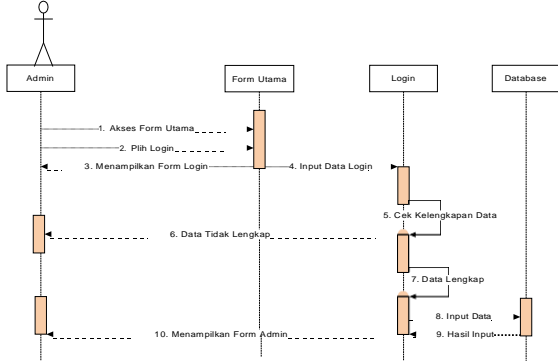 Admin
Form Utama
Login
Database
1. Akses Form Utama
2. Plih Login
3. Menampilkan Form Login
4. Input Data Login
5. Cek Kelengkapan Data
6. Data Tidak Lengkap
7. Data Lengkap
8. Input Data
9. Hasil Input
10. Menampilkan Form Admin